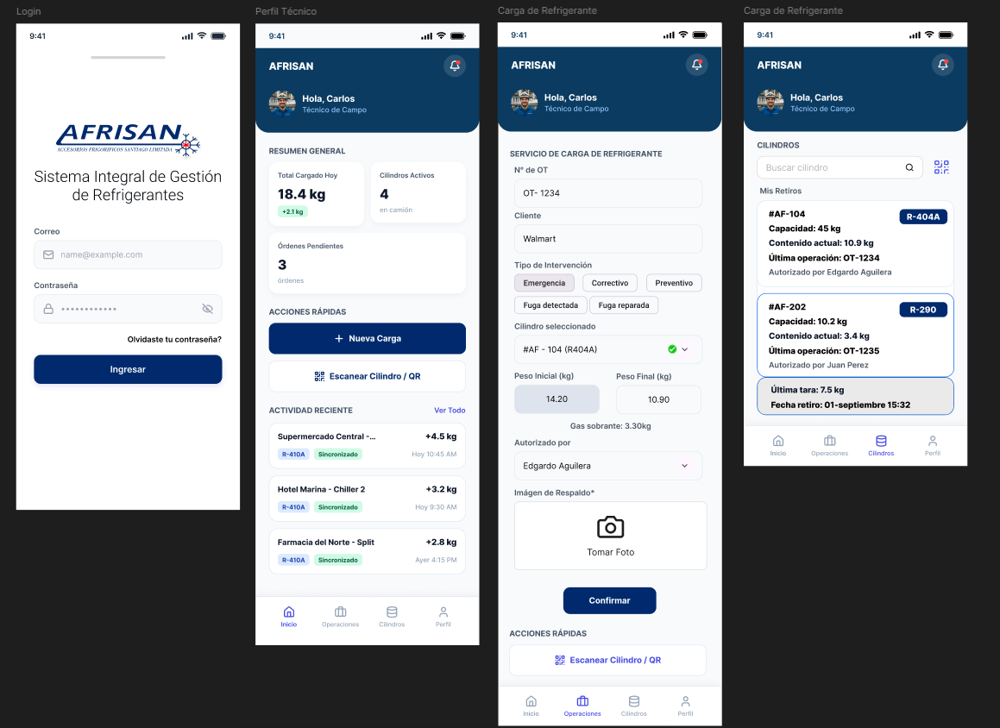 Login
9:41
AFRISAN
ACCESORIOS FRIGORIFICOS SANTIAGO LIMITADA
Sistema Integral de Gestión
de Refrigerantes
Correo
name@example.com
Contraseña
Olvidaste tu contraseña?
Ingresar
Perfil Técnico
9:41
AFRISAN
Hola, Carlos
Técnico de Campo
RESUMEN GENERAL
Total Cargado Hoy
18.4 kg
+2.1 kg
Cilindros Activos
4
en camión
Órdenes Pendientes
3
órdenes
ACCIONES RÁPIDAS
+ Nueva Carga
Escanear Cilindro / QR
ACTIVIDAD RECIENTE Ver Todo
Supermercado Central -... +4.5 kg
R-410A Sincronizado Hoy 10:45 AM
Hotel Marina - Chiller 2 +3.2 kg
R-410A Sincronizado Hoy 9:30 AM
Farmacia del Norte - Split +2.8 kg
R-410A Sincronizado Ayer 4:15 PM
Inicio Operaciones Cilindros Perfil
Carga de Refrigerante
9:41
AFRISAN
Hola, Carlos
Técnico de Campo
SERVICIO DE CARGA DE REFRIGERANTE
N° de OT
OT- 1234
Cliente
Walmart
Tipo de Intervención
Emergencia Correctivo Preventivo
Fuga detectada Fuga reparada
Cilindro seleccionado
#AF - 104 (R404A)
Peso Inicial (kg) Peso Final (kg)
14.20 10.90
Gas sobrante: 3.30kg
Autorizado por
Edgardo Aguilera
Imágen de Respaldo*
Tomar Foto
Confirmar
ACCIONES RÁPIDAS
Escanear Cilindro / QR
Inicio Operaciones Cilindros Perfil
Carga de Refrigerante
9:41
AFRISAN
Hola, Carlos
Técnico de Campo
CILINDROS
Buscar cilindro
Mis Retiros
#AF-104 R-404A
Capacidad: 45 kg
Contenido actual: 10.9 kg
Última operación: OT-1234
Autorizado por Edgardo Aguilera
#AF-202 R-290
Capacidad: 10.2 kg
Contenido actual: 3.4 kg
Última operación: OT-1235
Autorizado por Juan Perez
Última tara: 7.5 kg
Fecha retiro: 01-septiembre 15:32
Inicio Operaciones Cilindros Perfil